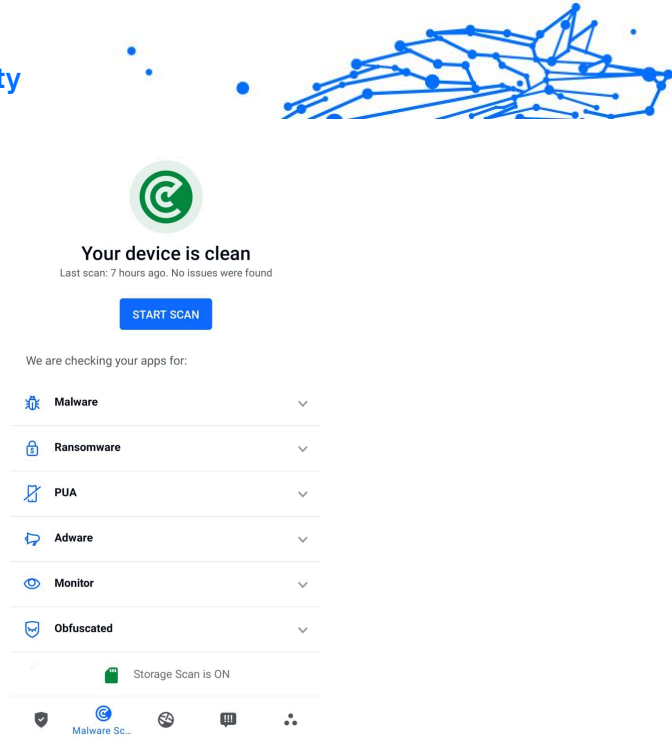 ty
Your device is clean
Last scan: 7 hours ago. No issues were found
START SCAN
We are checking your apps for:
Malware
Ransomware
PUA
Adware
Monitor
Obfuscated
Storage Scan is ON
Malware Sc...